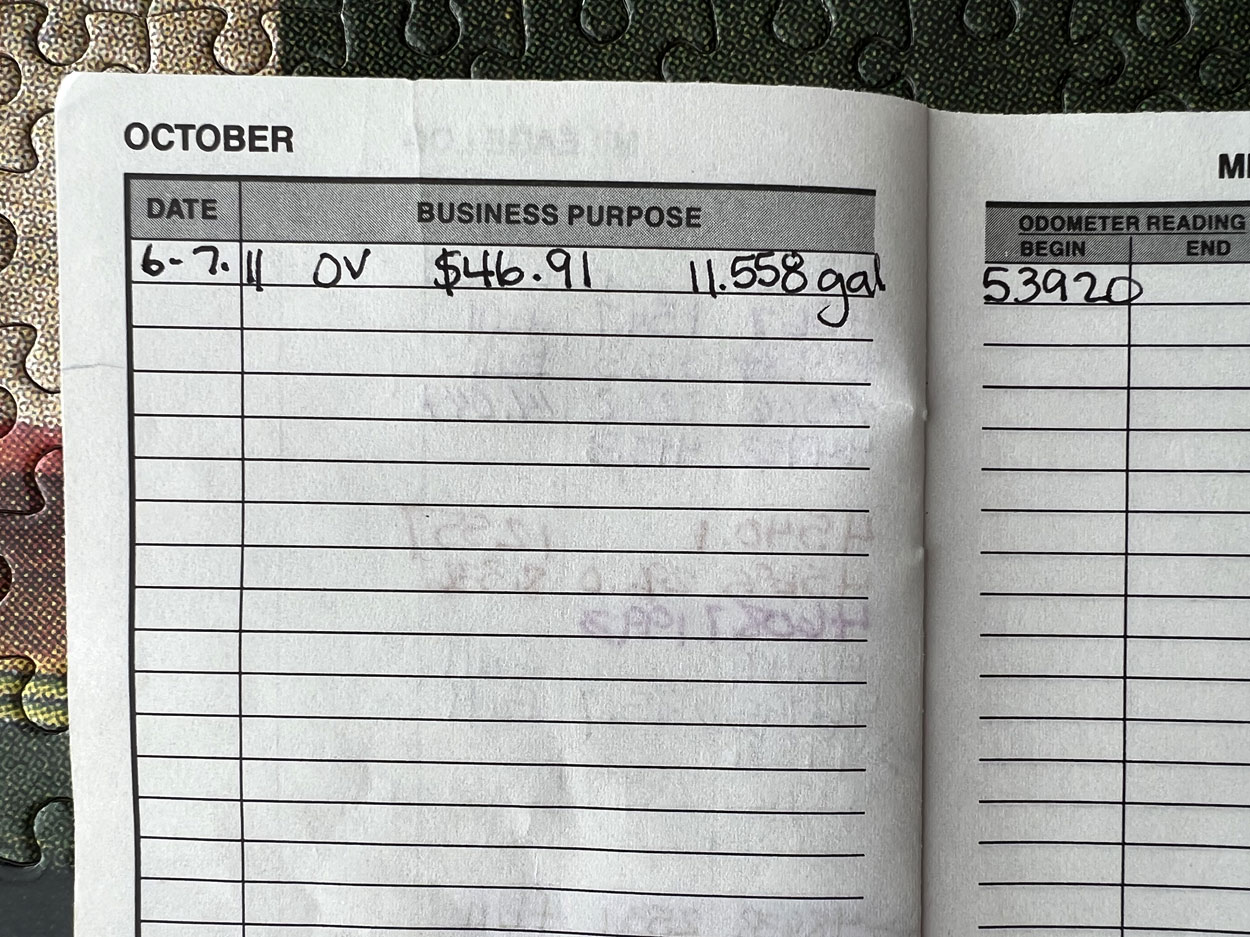 OCTOBER
DATE BUSINESS PURPOSE
6-7.11 OV $46.91 11.558 gal
ODOMETER READING
BEGIN END
53920